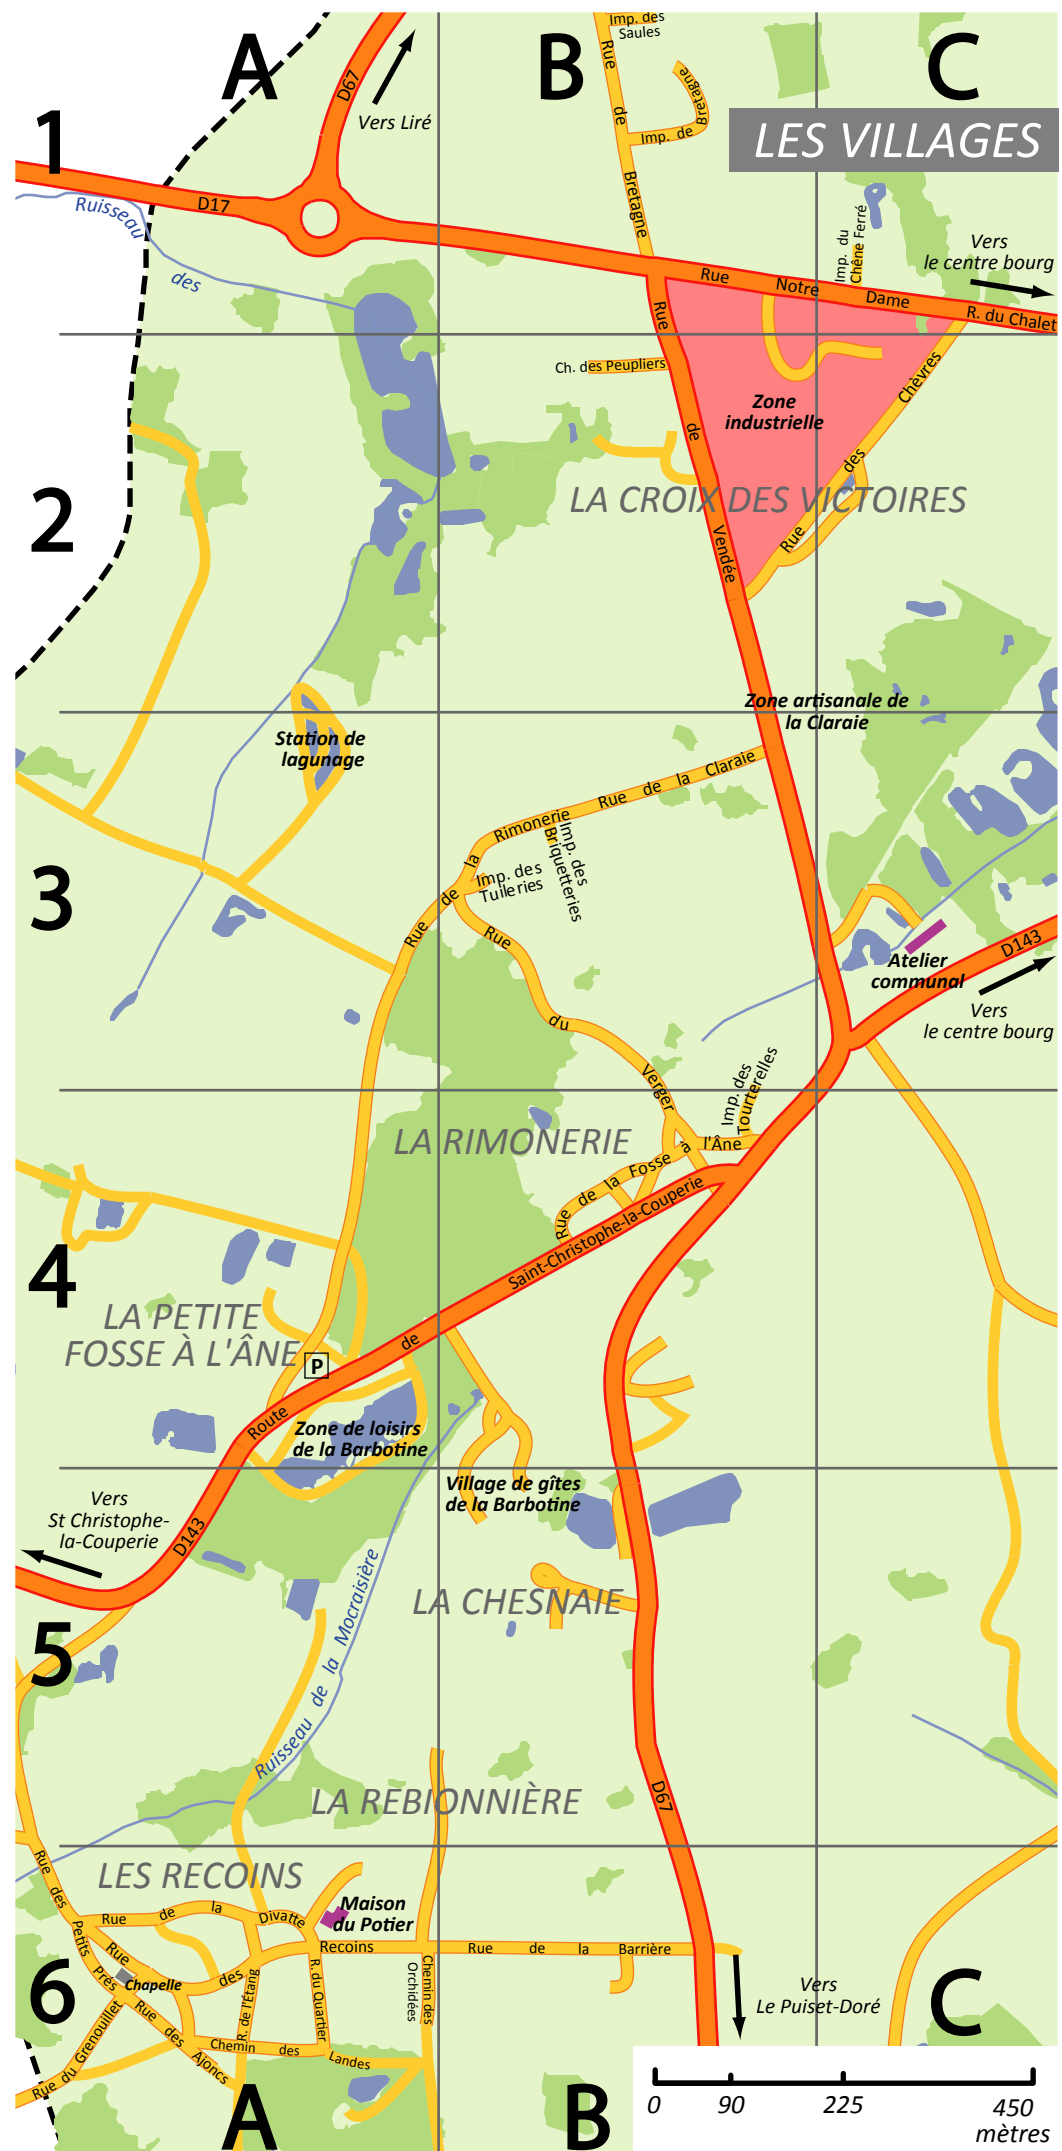 A
B
C
1
LES VILLAGES
Imp. des
Saules
Rue de Bretagne
Imp. de Bretagne
D67
Vers Liré
D17
Ruisseau des
Imp. du
Chêne Ferré
Vers
le centre bourg
Rue Notre Dame
R. du Chalet
Rue de Vendée
Ch. des Peupliers
Zone
industrielle
Rue des Chèvres
2
LA CROIX DES VICTOIRES
Zone artisanale de
la Claraie
Station de
lagunage
Rue de la Claraie
3
Rue de la Rimonerie
Imp. des
Briquetteries
Imp. des
Tuileries
Rue du Verger
Atelier
communal
D143
Vers
le centre bourg
Imp. des
Tourterelles
LA RIMONERIE
Rue de la Fosse à l'Âne
4
Route de Saint-Christophe-la-Couperie
LA PETITE
FOSSE À L'ÂNE
P
Zone de loisirs
de la Barbotine
Village de gîtes
de la Barbotine
Vers
St Christophe-
la-Couperie
D143
LA CHESNAIE
5
Ruisseau de la Mocraisière
LA REBIONNIÈRE
D67
LES RECOINS
Rue des Petits Prés
Rue de la Divatte
Maison
du Potier
Rue des Recoins
Rue de la Barrière
6
Chapelle
R. de l'Étang
R. du Quartier
Chemin des
Orchidées
Vers
Le Puiset-Doré
C
Rue du Grenouillet
Rue des Ajoncs
Chemin des Landes
A
B
0 90 225 450
mètres